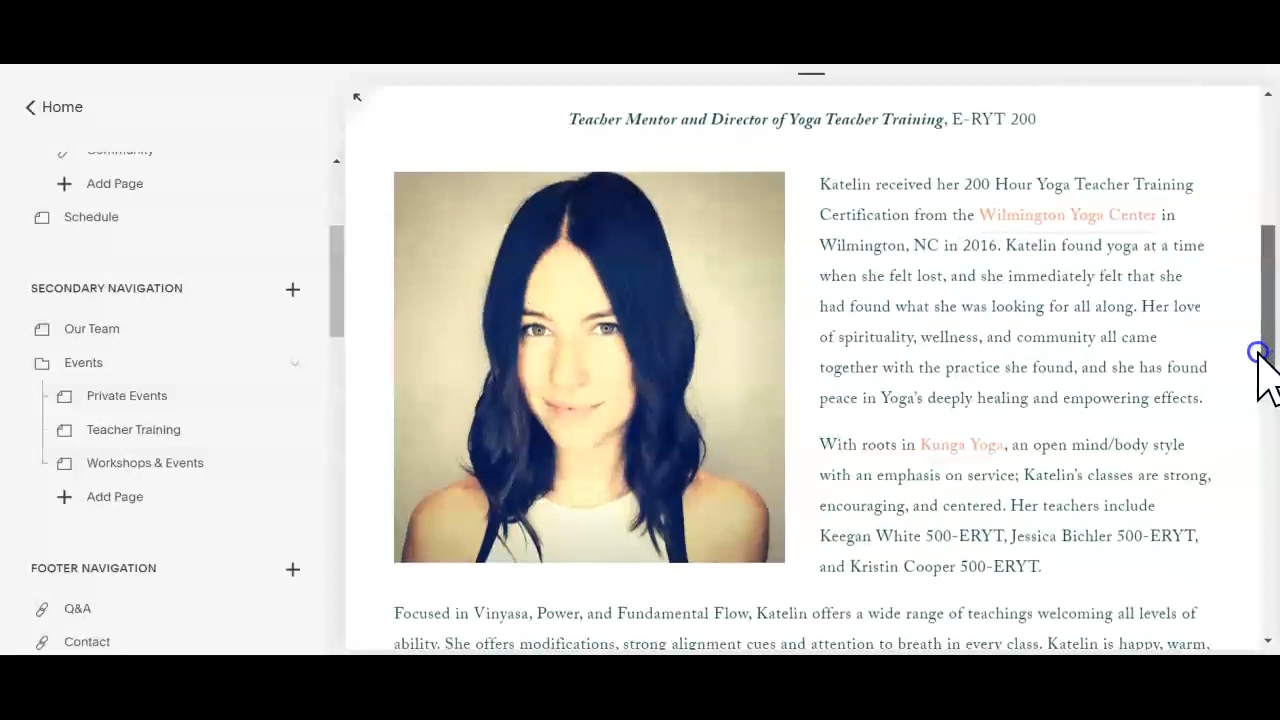 Home
Community
Add Page
Schedule
SECONDARY NAVIGATION
Our Team
Events
Private Events
Teacher Training
Workshops & Events
Add Page
FOOTER NAVIGATION
Q&A
Contact
Teacher Mentor and Director of Yoga Teacher Training, E-RYT 200
Katelin received her 200 Hour Yoga Teacher Training
Certification from the Wilmington Yoga Center in
Wilmington, NC in 2016. Katelin found yoga at a time
when she felt lost, and she immediately felt that she
had found what she was looking for all along. Her love
of spirituality, wellness, and community all came
together with the practice she found, and she has found
peace in Yoga's deeply healing and empowering effects.
With roots in Kunga Yoga, an open mind/body style
with an emphasis on service; Katelin's classes are strong,
encouraging, and centered. Her teachers include
Keegan White 500-ERYT, Jessica Bichler 500-ERYT,
and Kristin Cooper 500-ERYT.
Focused in Vinyasa, Power, and Fundamental Flow, Katelin offers a wide range of teachings welcoming all levels of
ability. She offers modifications, strong alignment cues and attention to breath in every class. Katelin is happy, warm,